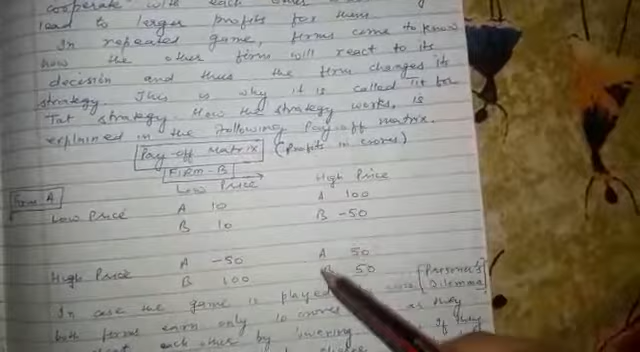 cooperate with each other
lead to larger profits for them
In repeated game, firms come to know
how the other firm will react to its
decision and thus the firm changes its
strategy. This is why it is called Tit for
Tat strategy. How the strategy works, is
explained in the following Pay-off matrix.
Pay-off Matrix (Profits in crores)
FIRM-B
Low Price High Price
Firm A
Low Price A 10 A 100
B 10 B -50
High Price A -50 A 50
B 100 B 50
In case the game is played once [Prisoner's Dilemma]
both firms earn only 10 crores as they
each other by lowering If they